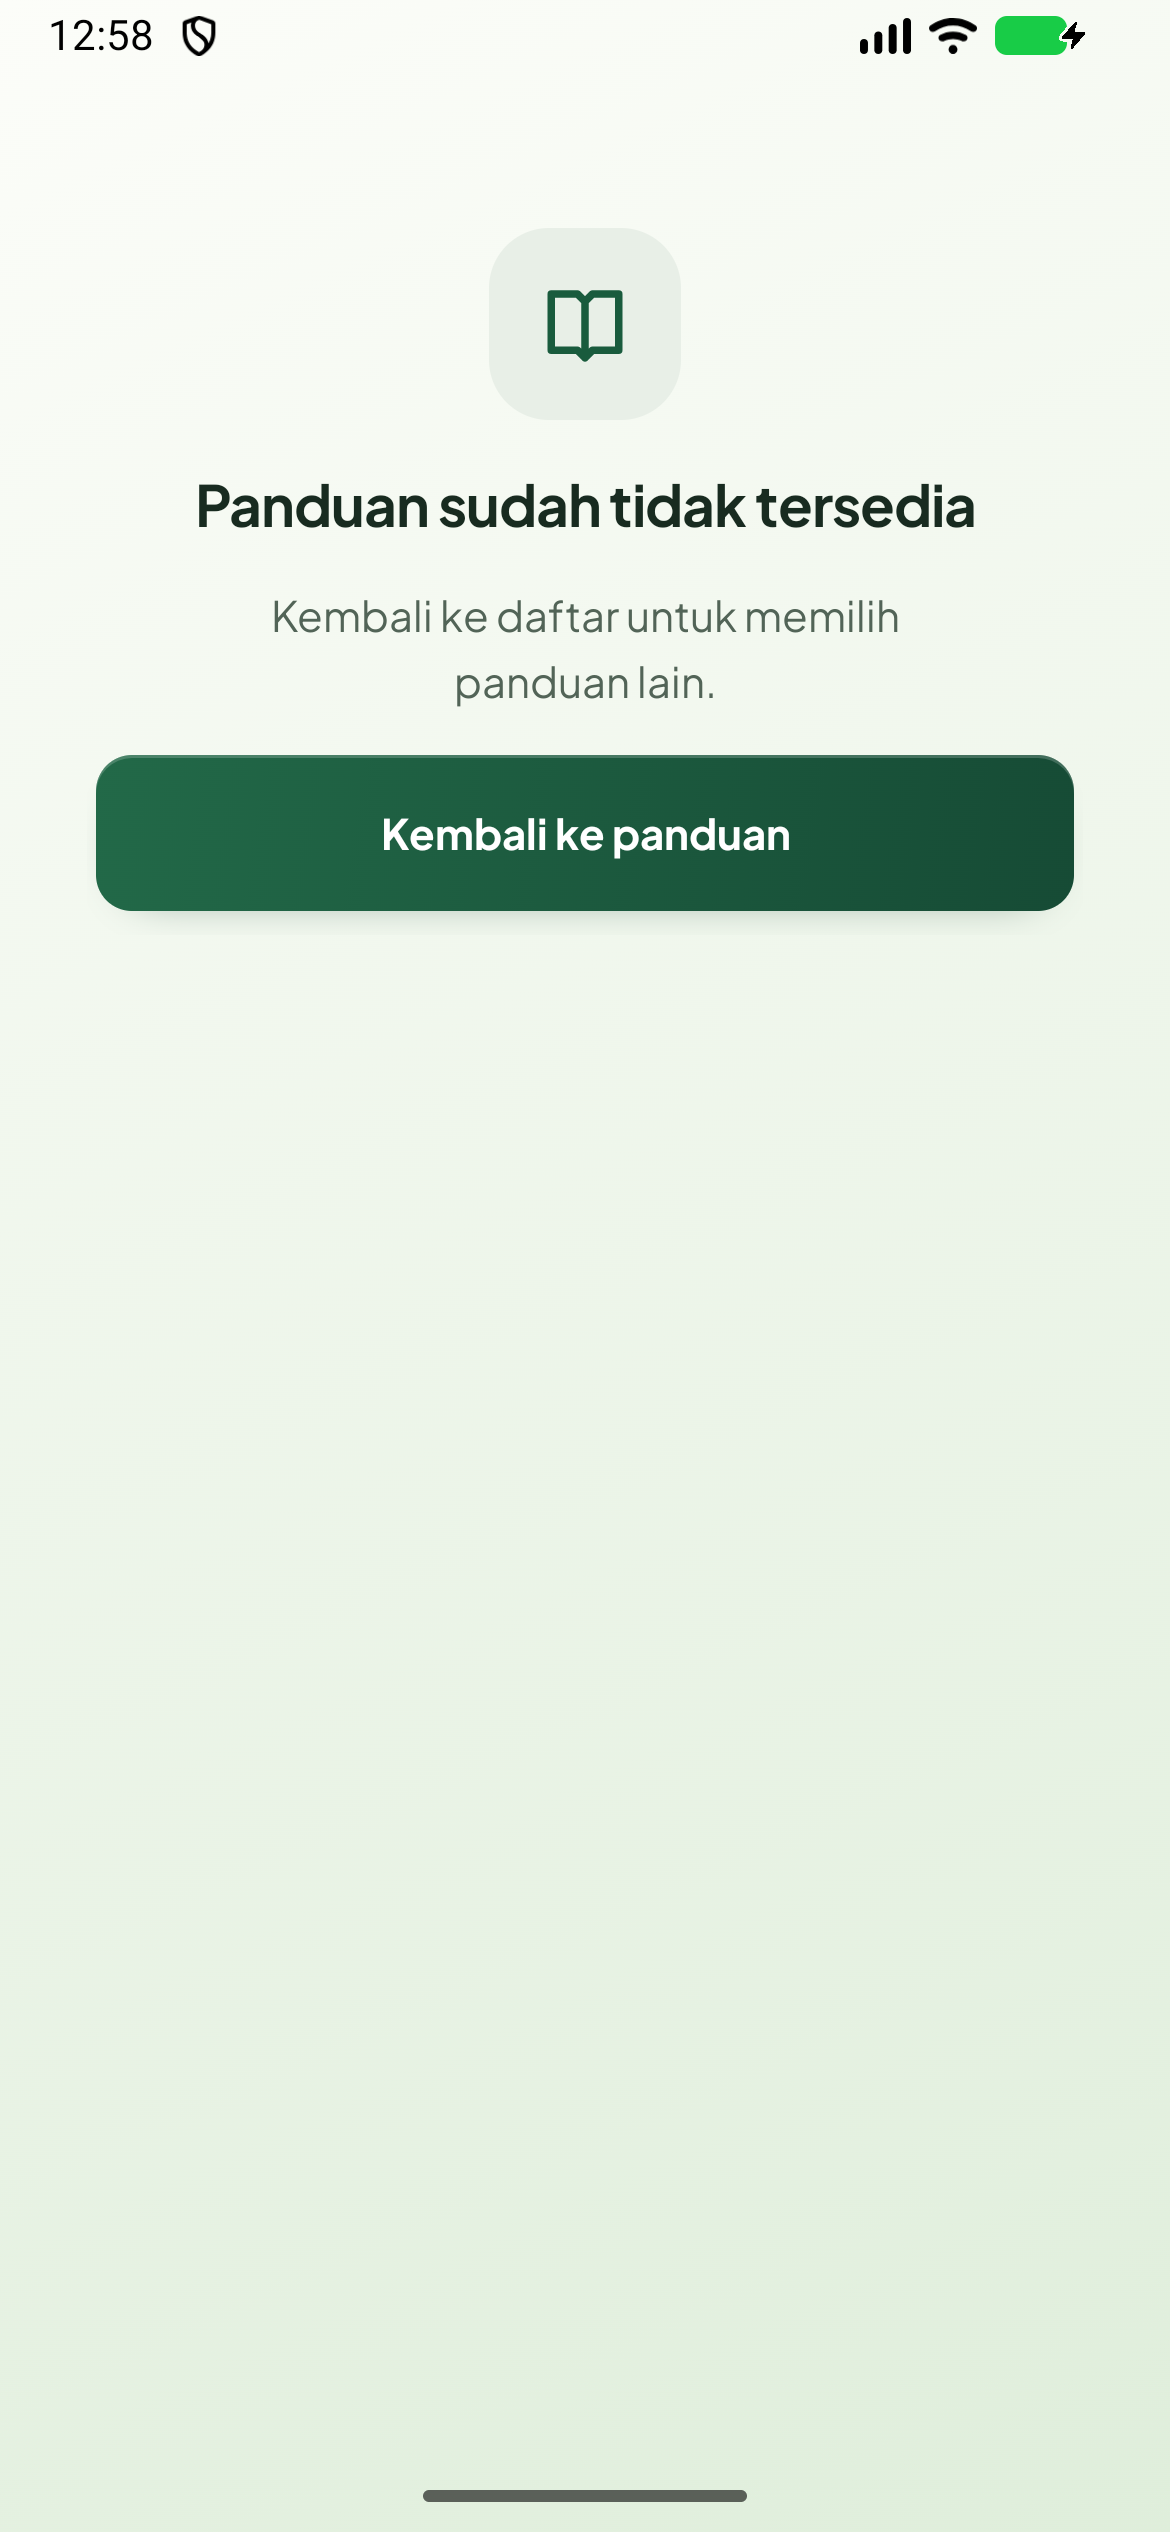 12:58
Panduan sudah tidak tersedia
Kembali ke daftar untuk memilih
panduan lain.
Kembali ke panduan